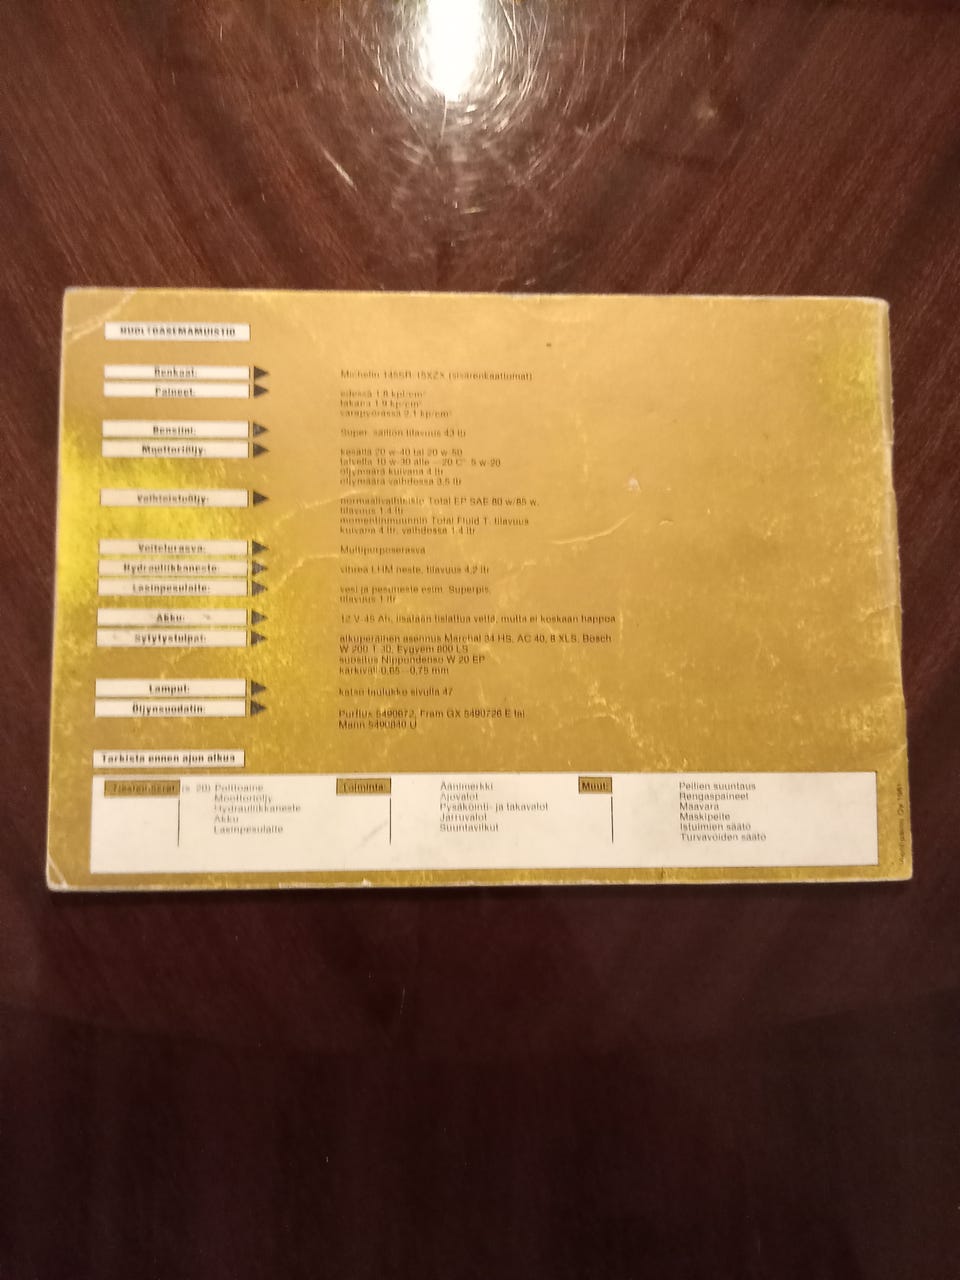 HUOLTOASEMAMUISTIO
Renkaat: Michelin 145SR-15XZX (sisärenkaattomat)
Paineet: edessä 1.8 kp/cm²
takana 1.9 kp/cm²
varapyörässä 2.1 kp/cm²
Bensiini: Super, säiliön tilavuus 43 ltr
Moottoriöljy: kesällä 20 w-40 tai 20 w-50
talvella 10 w-30 alle —20 C° 5 w-20
öljymäärä kuivana 4 ltr
öljymäärä vaihdossa 3,5 ltr
Vaihteistoöljy: normaalivaihteisto Total EP SAE 80 w/85 w,
tilavuus 1.4 ltr
momentinmuunnin Total Fluid T, tilavuus
kuivana 4 ltr, vaihdossa 1.4 ltr
Voitelurasva: Multipurposerasva
Hydrauliikkaneste: vihreä LHM neste, tilavuus 4,2 ltr
Lasinpesulaite: vesi ja pesuneste esim. Superpis,
tilavuus 1 ltr
Akku: 12 V-45 Ah, lisätään tislattua vettä, mutta ei koskaan happoa
Sytytystulpat: alkuperäinen asennus Marchal 34 HS, AC 40, 8 XLS, Bosch
W 200 T 30, Eyquem 800 LS
suositus Nippondenso W 20 EP
kärkiväli 0,65—0,75 mm
Lamput: katso taulukko sivulla 47
Öljynsuodatin: Purflux 5490672, Fram GX 5490726 E tai
Mann 5490840 U
Tarkista ennen ajon alkua
(s. 20) Polttoaine
Moottoriöljy
Hydrauliikkaneste
Akku
Lasinpesulaite
Toiminta: Äänimerkki
Ajovalot
Pysäköinti- ja takavalot
Jarruvalot
Suuntavilkut
Muut: Peilien suuntaus
Rengaspaineet
Maavara
Maskipeite
Istuimien säätö
Turvavöiden säätö
Oy 1981